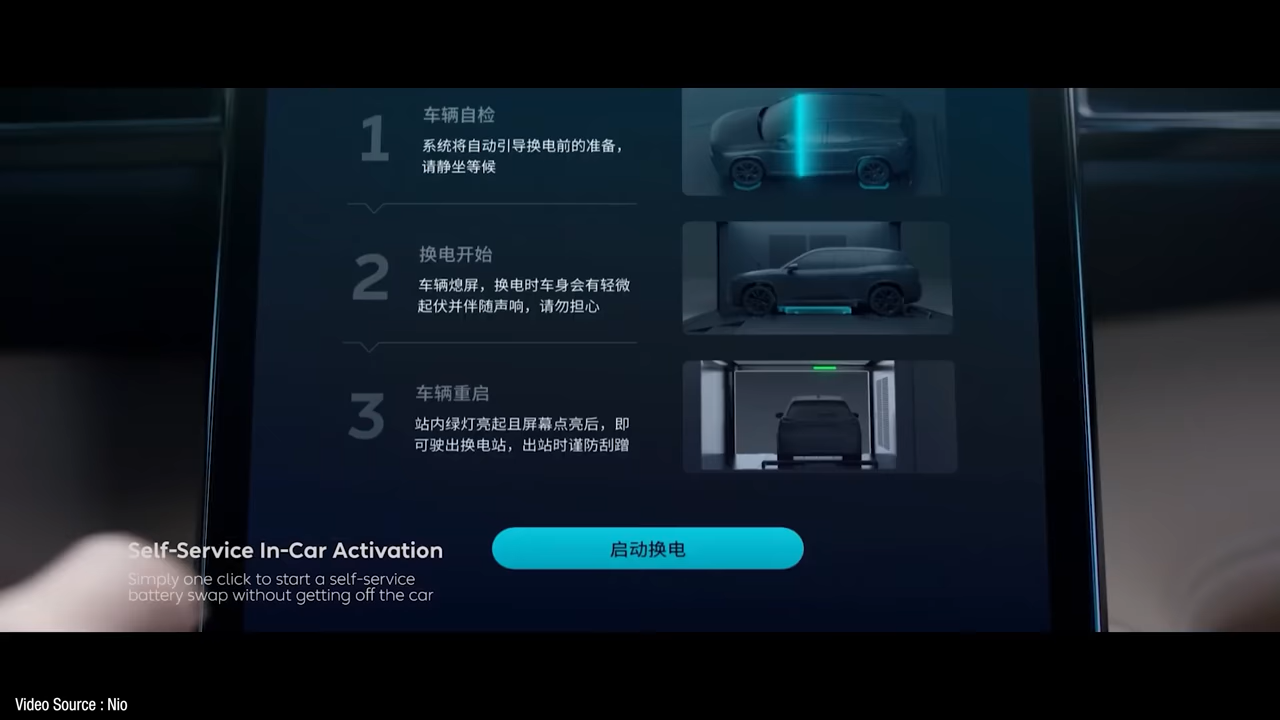 1
车辆自检
系统将自动引导换电前的准备，
请静坐等候
2
换电开始
车辆熄屏，换电时车身会有轻微
起伏并伴随声响，请勿担心
3
车辆重启
站内绿灯亮起且屏幕点亮后，即
可驶出换电站，出站时谨防刮蹭
启动换电
Self-Service In-Car Activation
Simply one click to start a self-service
battery swap without getting off the car
Video Source : Nio